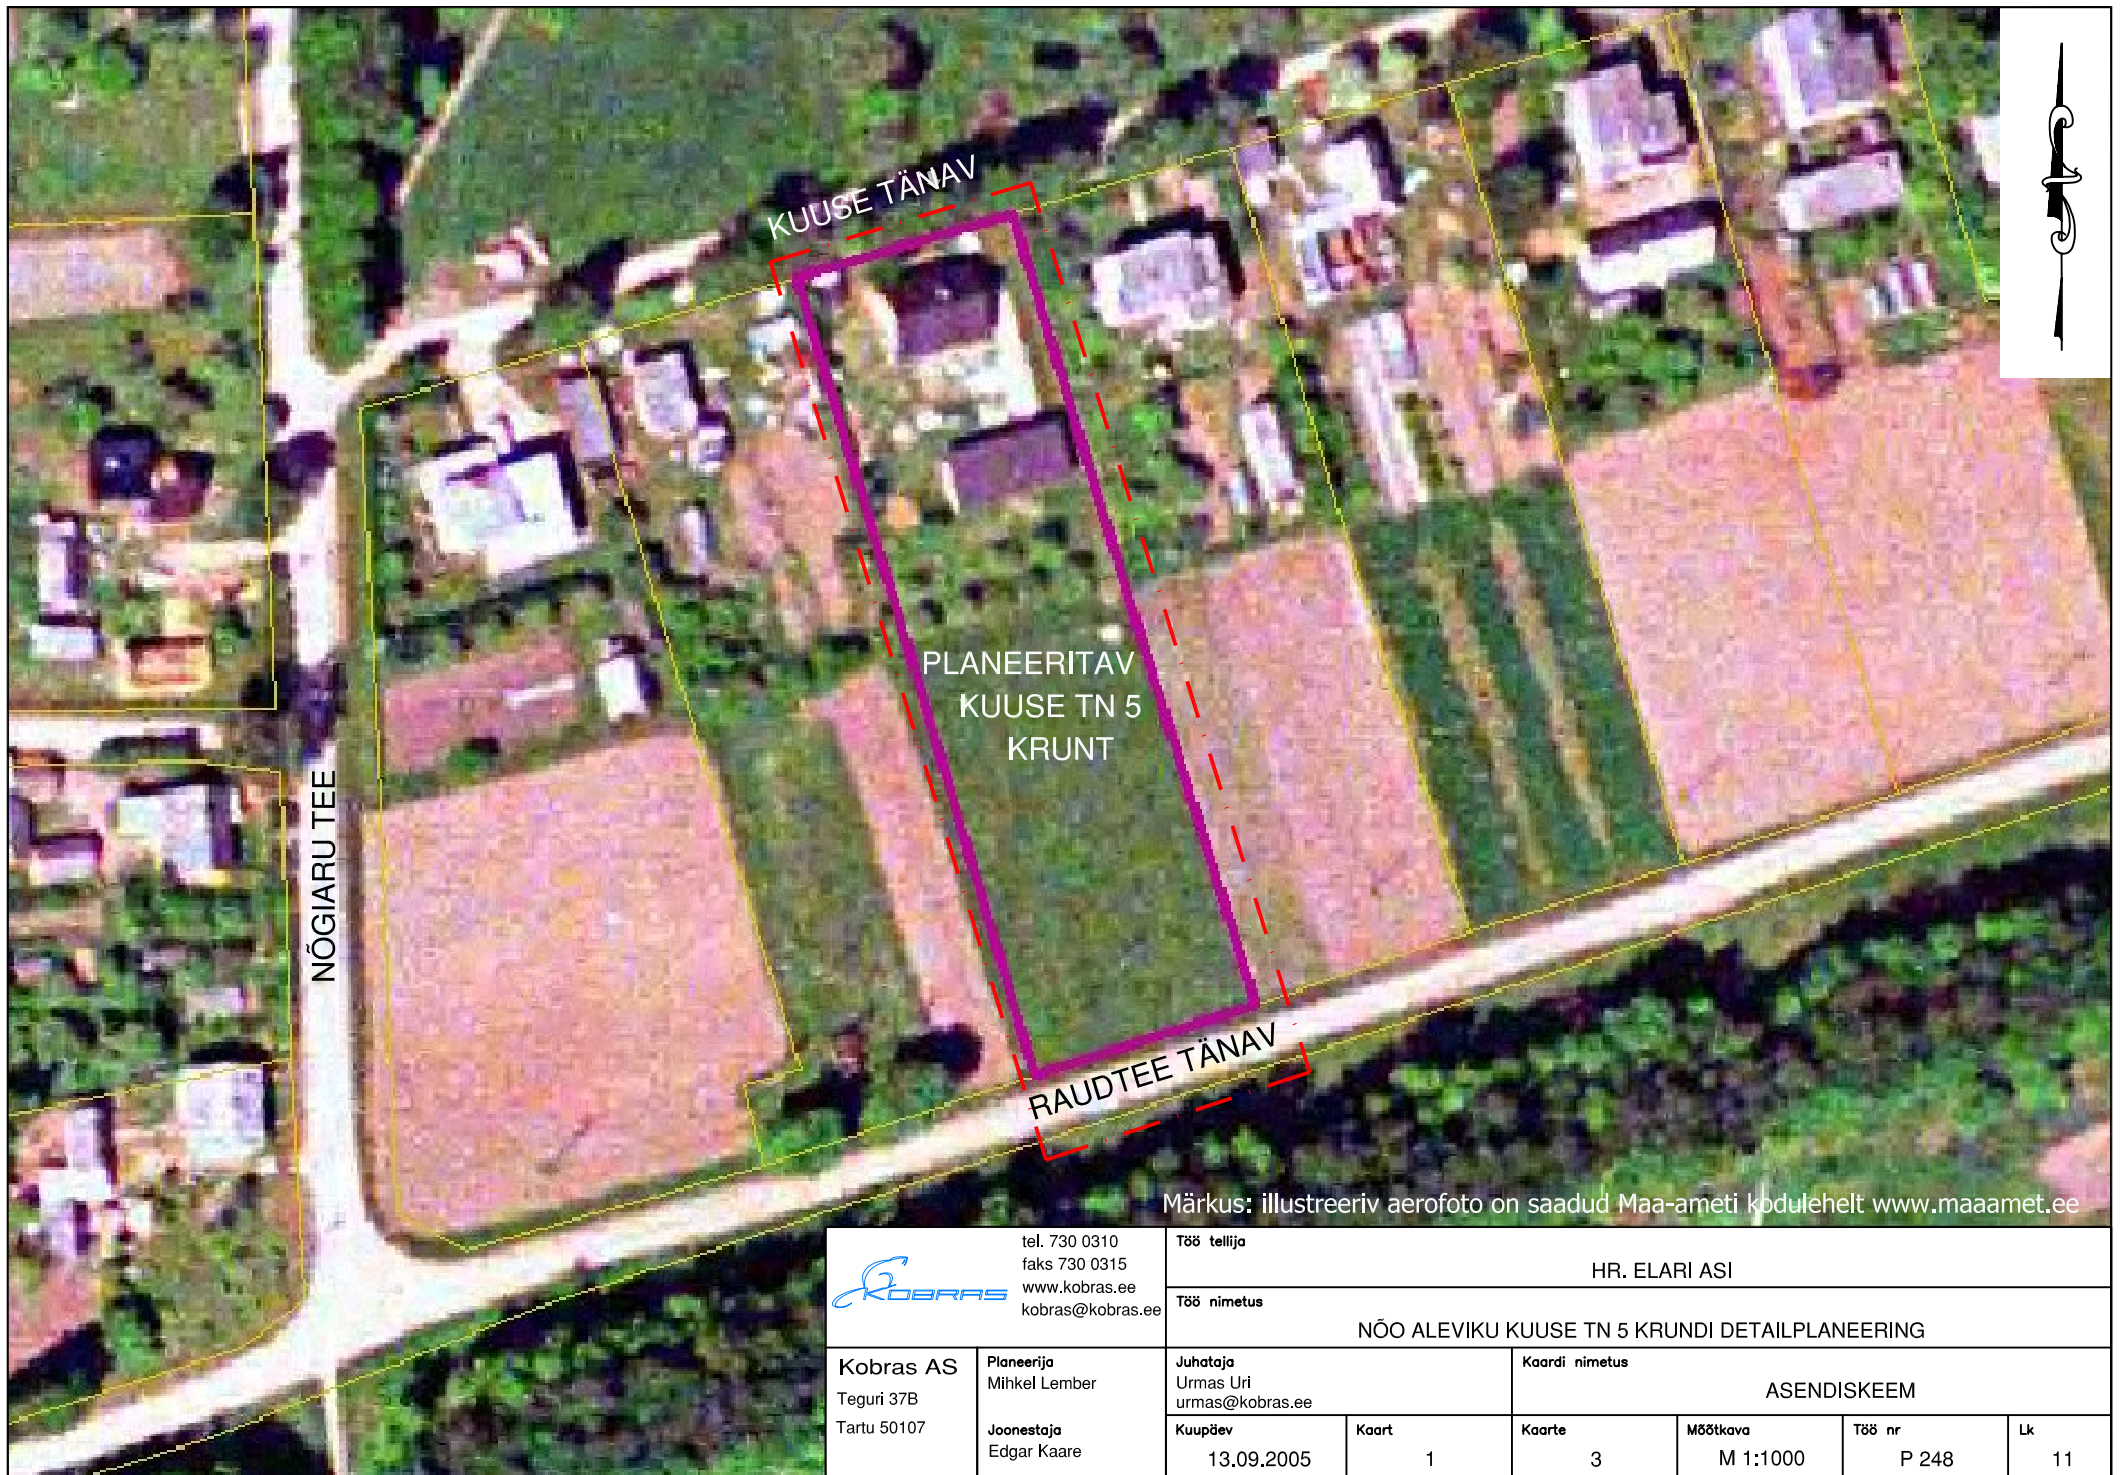 KUUSE TÄNAV
PLANEERITAV
KUUSE TN 5
KRUNT
NÕGIARU TEE
RAUDTEE TÄNAV
Märkus: illustreeriv aerofoto on saadud Maa-ameti kodulehelt www.maaamet.ee
KOBRAS
tel. 730 0310
faks 730 0315
www.kobras.ee
kobras@kobras.ee
Töö tellija
HR. ELARI ASI
Töö nimetus
NÕO ALEVIKU KUUSE TN 5 KRUNDI DETAILPLANEERING
Kobras AS
Teguri 37B
Tartu 50107
Planeerija
Mihkel Lember
Joonestaja
Edgar Kaare
Juhataja
Urmas Uri
urmas@kobras.ee
Kaardi nimetus
ASENDISKEEM
Kuupäev
13.09.2005
Kaart
1
Kaarte
3
Mõõtkava
M 1:1000
Töö nr
P 248
Lk
11